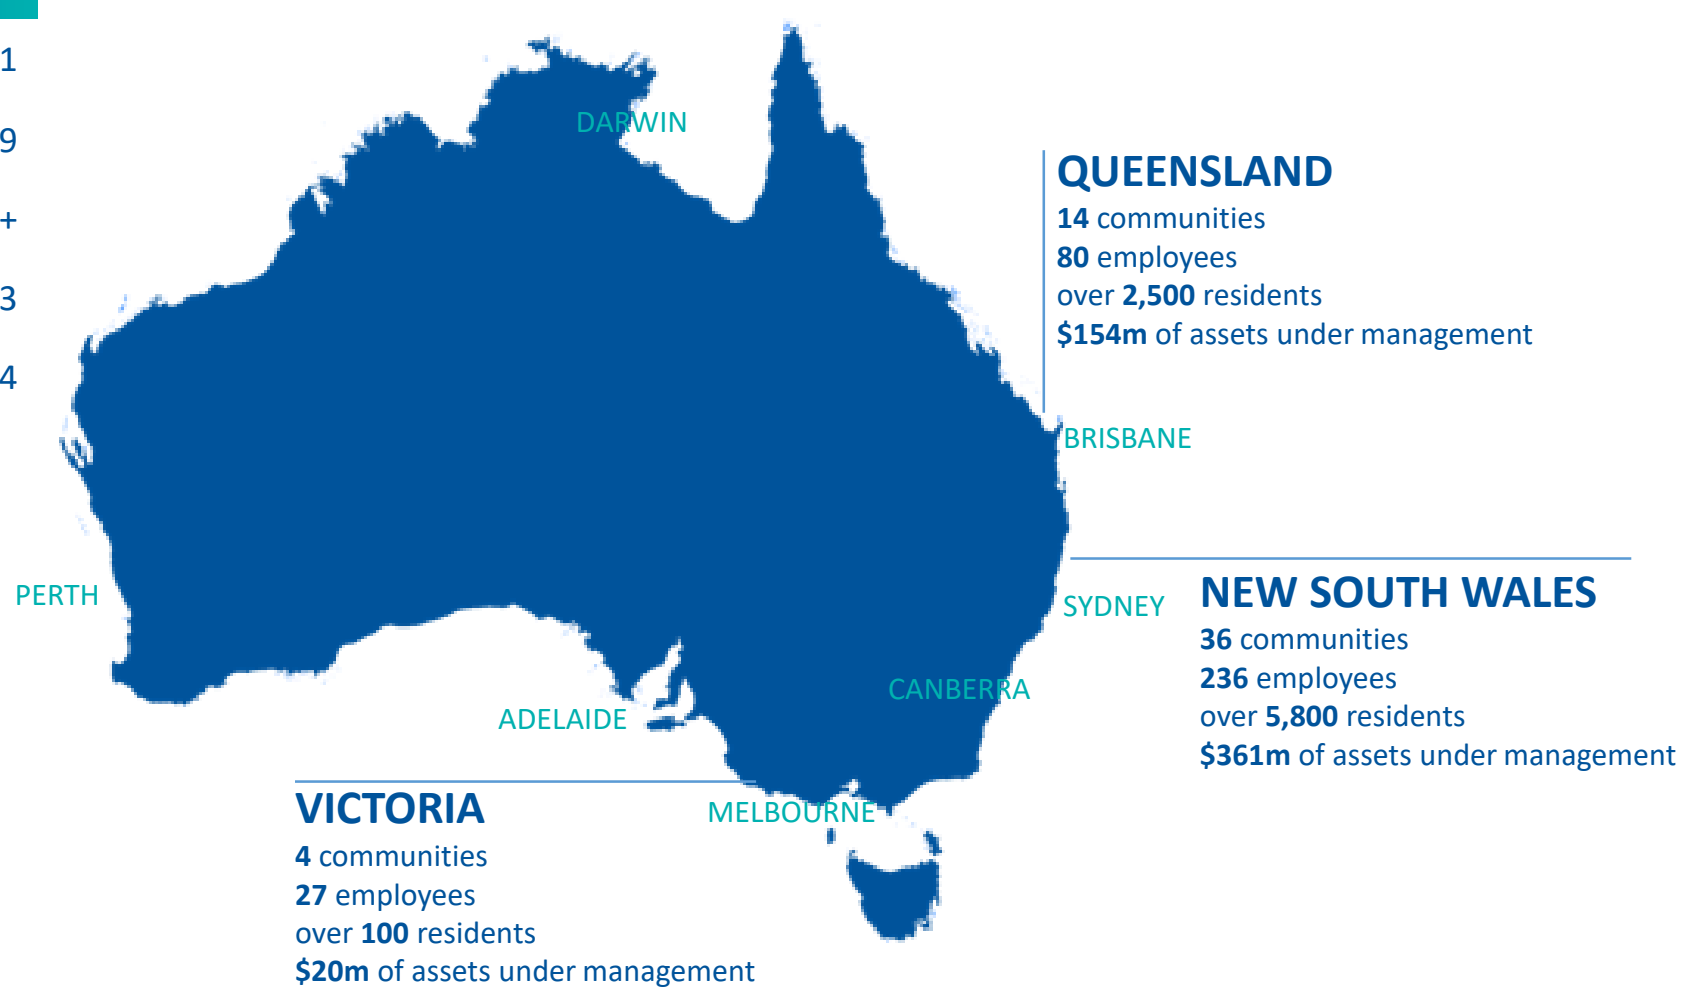 1
9
+
3
4
DARWIN
QUEENSLAND
14 communities
80 employees
over 2,500 residents
$154m of assets under management
BRISBANE
PERTH
SYDNEY
NEW SOUTH WALES
36 communities
236 employees
over 5,800 residents
$361m of assets under management
CANBERRA
ADELAIDE
MELBOURNE
VICTORIA
4 communities
27 employees
over 100 residents
$20m of assets under management